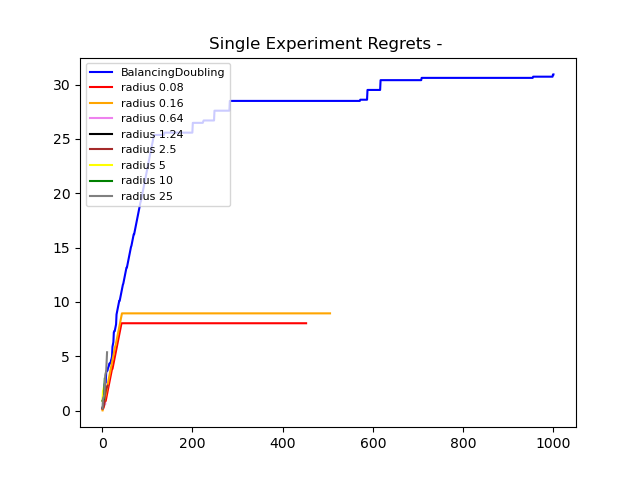 Single Experiment Regrets -
BalancingDoubling
radius 0.08
radius 0.16
radius 0.64
radius 1.24
radius 2.5
radius 5
radius 10
radius 25
30
25
20
15
10
5
0
0 200 400 600 800 1000